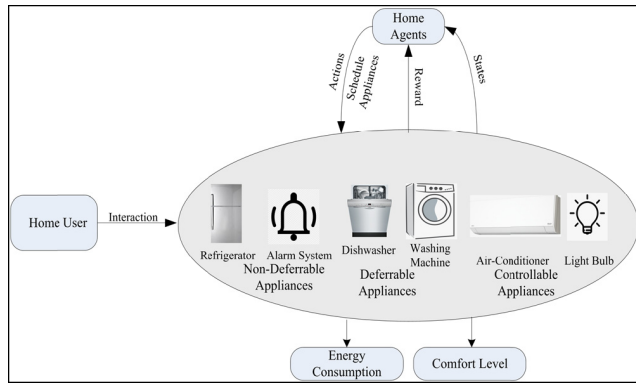 Home
Agents
Actions
Schedule
Appliances
Reward
States
Home User
Interaction
Refrigerator
Alarm System
Non-Deferrable
Appliances
Dishwasher
Washing
Machine
Deferrable
Appliances
Air-Conditioner
Light Bulb
Controllable
Appliances
Energy
Consumption
Comfort Level